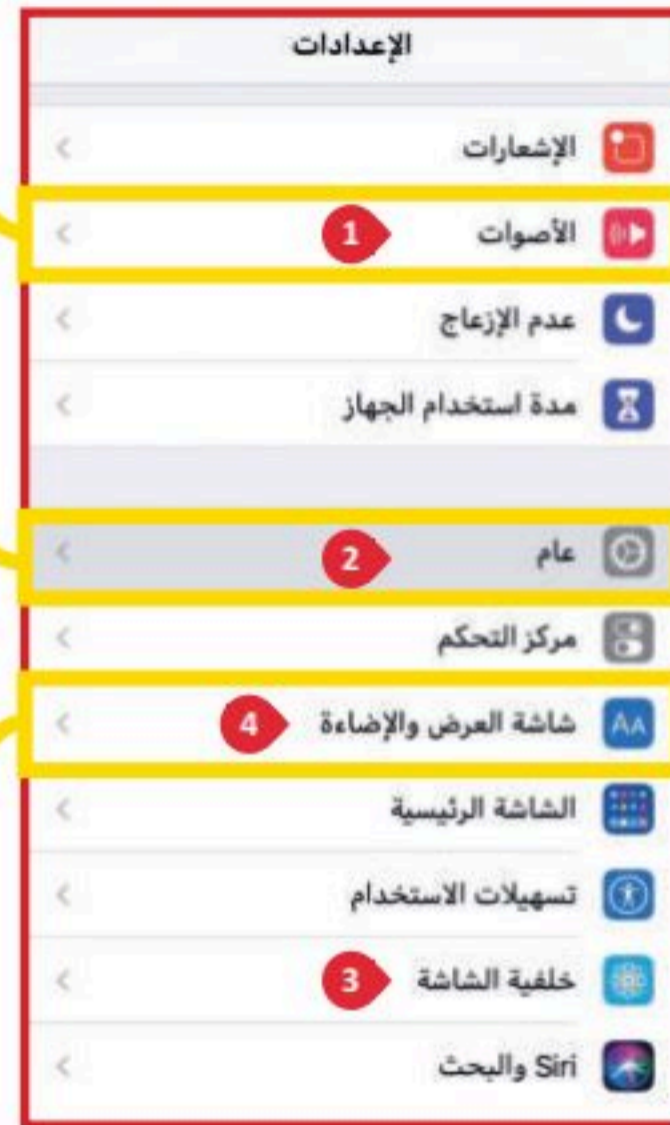 الإعدادات
الإشعارات
الأصوات 1
عدم الإزعاج
مدة استخدام الجهاز
عام 2
مركز التحكم
AA شاشة العرض والإضاءة 4
الشاشة الرئيسية
تسهيلات الاستخدام
خلفية الشاشة 3
Siri والبحث